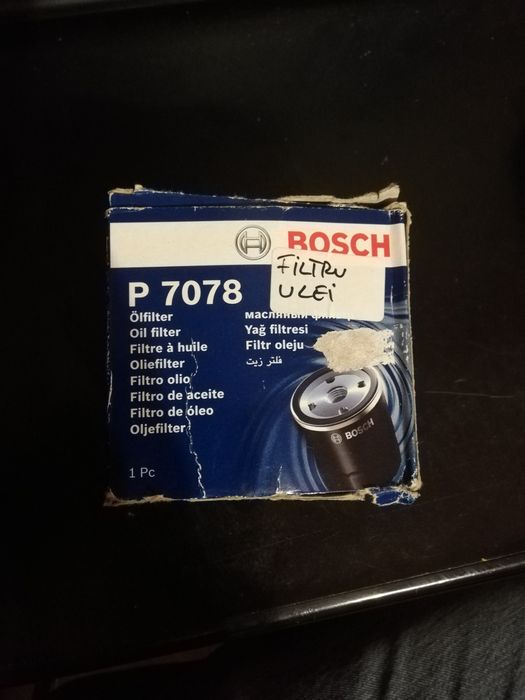 BOSCH
FILTRU
ULEI
P 7078
Ölfilter
Oil filter
Filtre à huile
Oliefilter
Filtro olio
Filtro de aceite
Filtro de óleo
Oljefilter
масляный
Yağ filtresi
Filtr oleju
فلتر زيت
BOSCH
1 Pc